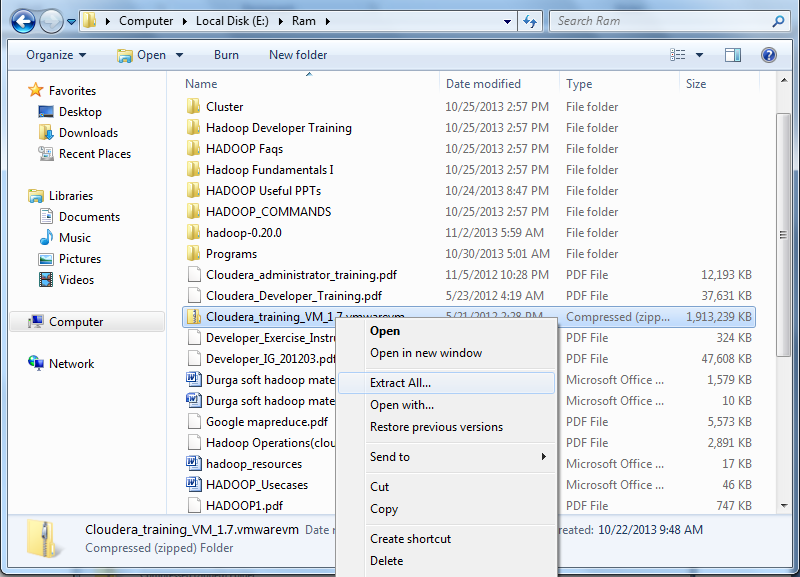 Computer Local Disk (E:) Ram Search Ram
Organize Open Burn New folder
Name Date modified Type Size
Favorites
Desktop
Downloads
Recent Places
Libraries
Documents
Music
Pictures
Videos
Computer
Network
Cluster 10/25/2013 2:57 PM File folder
Hadoop Developer Training 10/25/2013 2:57 PM File folder
HADOOP Faqs 10/25/2013 2:57 PM File folder
Hadoop Fundamentals I 10/25/2013 2:57 PM File folder
HADOOP Useful PPTs 10/24/2013 8:47 PM File folder
HADOOP_COMMANDS 10/25/2013 2:57 PM File folder
hadoop-0.20.0 11/2/2013 5:59 AM File folder
Programs 10/30/2013 5:01 AM File folder
Cloudera_administrator_training.pdf 11/5/2012 10:28 PM PDF File 12,193 KB
Cloudera_Developer_Training.pdf 5/23/2012 4:19 AM PDF File 37,631 KB
Cloudera_training_VM_1.7.vmwarevm 5/21/2012 2:28 PM Compressed (zipp... 1,913,239 KB
Developer_Exercise_Instru PDF File 324 KB
Developer_IG_201203.pdf PDF File 47,608 KB
Durga soft hadoop mate Microsoft Office ... 1,579 KB
Durga soft hadoop mate Microsoft Office ... 10 KB
Google mapreduce.pdf PDF File 5,573 KB
Hadoop Operations(clou PDF File 2,891 KB
hadoop_resources Microsoft Office ... 17 KB
HADOOP_Usecases Microsoft Office ... 46 KB
HADOOP1.pdf PDF File 747 KB
Open
Open in new window
Extract All...
Open with...
Restore previous versions
Send to
Cut
Copy
Create shortcut
Delete
Cloudera_training_VM_1.7.vmwarevm Date reated: 10/22/2013 9:48 AM
Compressed (zipped) Folder